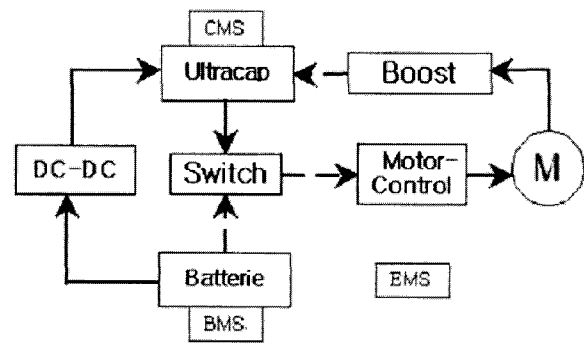 CMS
Ultracap
Boost
DC-DC
Switch
Motor-
Control
M
Batterie
EMS
BMS